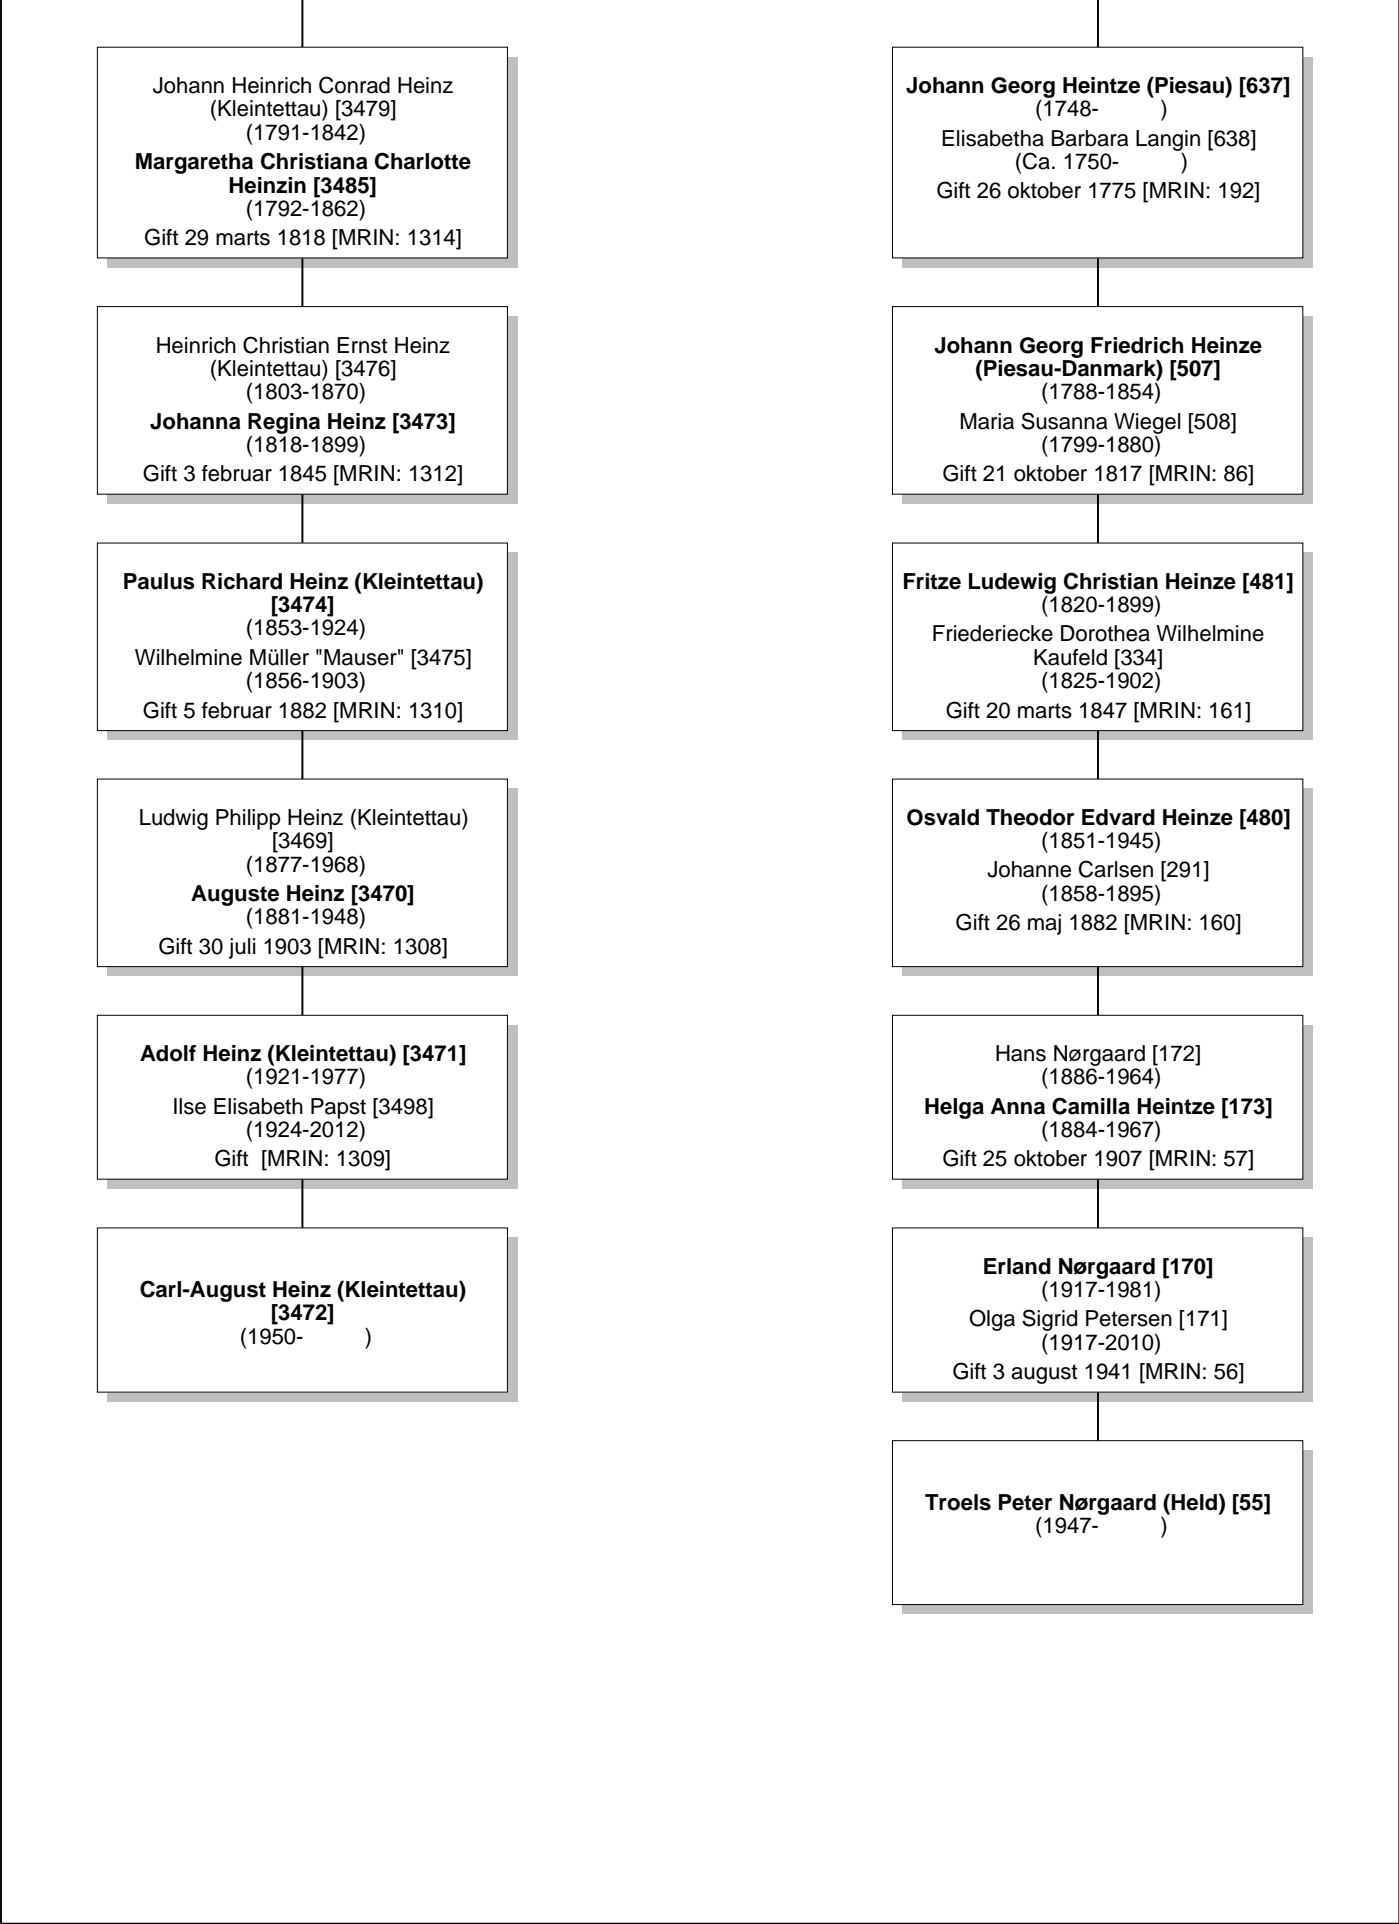 Johann Heinrich Conrad Heinz
(Kleintettau) [3479]
(1791-1842)
Margaretha Christiana Charlotte
Heinzin [3485]
(1792-1862)
Gift 29 marts 1818 [MRIN: 1314]
Heinrich Christian Ernst Heinz
(Kleintettau) [3476]
(1803-1870)
Johanna Regina Heinz [3473]
(1818-1899)
Gift 3 februar 1845 [MRIN: 1312]
Paulus Richard Heinz (Kleintettau)
[3474]
(1853-1924)
Wilhelmine Müller "Mauser" [3475]
(1856-1903)
Gift 5 februar 1882 [MRIN: 1310]
Ludwig Philipp Heinz (Kleintettau)
[3469]
(1877-1968)
Auguste Heinz [3470]
(1881-1948)
Gift 30 juli 1903 [MRIN: 1308]
Adolf Heinz (Kleintettau) [3471]
(1921-1977)
Ilse Elisabeth Papst [3498]
(1924-2012)
Gift  [MRIN: 1309]
Carl-August Heinz (Kleintettau)
[3472]
(1950-          )
Johann Georg Heintze (Piesau) [637]
(1748-          )
Elisabetha Barbara Langin [638]
(Ca. 1750-          )
Gift 26 oktober 1775 [MRIN: 192]
Johann Georg Friedrich Heinze
(Piesau-Danmark) [507]
(1788-1854)
Maria Susanna Wiegel [508]
(1799-1880)
Gift 21 oktober 1817 [MRIN: 86]
Fritze Ludewig Christian Heinze [481]
(1820-1899)
Friederiecke Dorothea Wilhelmine
Kaufeld [334]
(1825-1902)
Gift 20 marts 1847 [MRIN: 161]
Osvald Theodor Edvard Heinze [480]
(1851-1945)
Johanne Carlsen [291]
(1858-1895)
Gift 26 maj 1882 [MRIN: 160]
Hans Nørgaard [172]
(1886-1964)
Helga Anna Camilla Heintze [173]
(1884-1967)
Gift 25 oktober 1907 [MRIN: 57]
Erland Nørgaard [170]
(1917-1981)
Olga Sigrid Petersen [171]
(1917-2010)
Gift 3 august 1941 [MRIN: 56]
Troels Peter Nørgaard (Held) [55]
(1947-          )